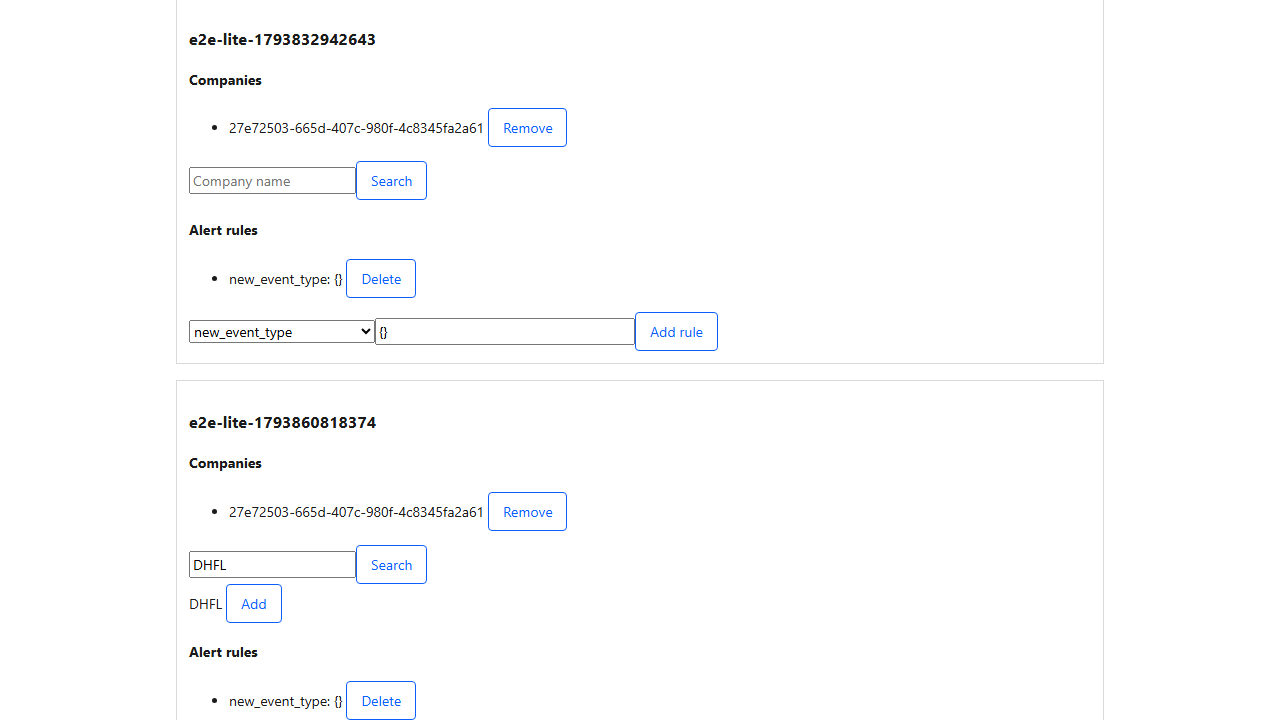 e2e-lite-1793832942643
Companies
27e72503-665d-407c-980f-4c8345fa2a61 Remove
Company name Search
Alert rules
new_event_type: {} Delete
new_event_type {} Add rule
e2e-lite-1793860818374
Companies
27e72503-665d-407c-980f-4c8345fa2a61 Remove
DHFL Search
DHFL Add
Alert rules
new_event_type: {} Delete